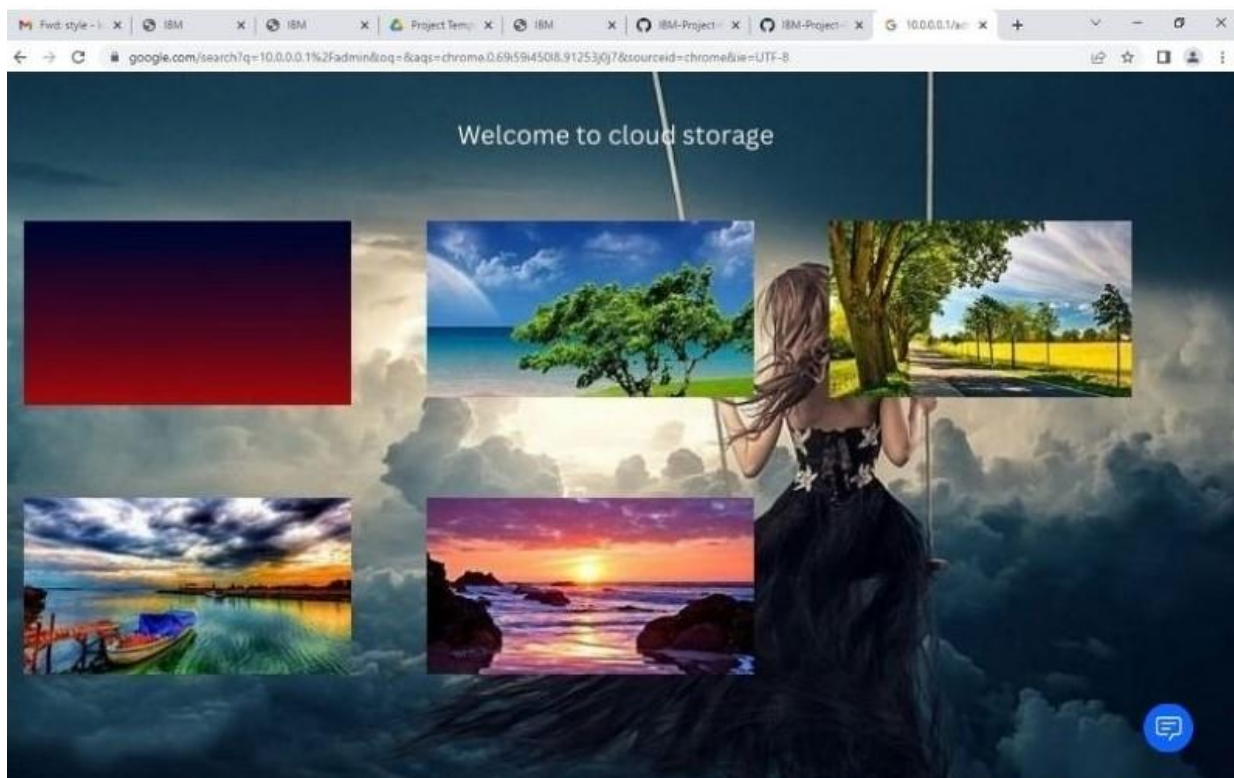 Fwd: style - I
IBM
IBM
Project Temp
IBM
IBM-Project-
IBM-Project-
10.0.0.0.1/ad
google.com/search?q=10.0.0.0.1%2Fadmin&oq=&aqs=chrome.0.69i59i450l8.91253j0j7&sourceid=chrome&ie=UTF-8
Welcome to cloud storage